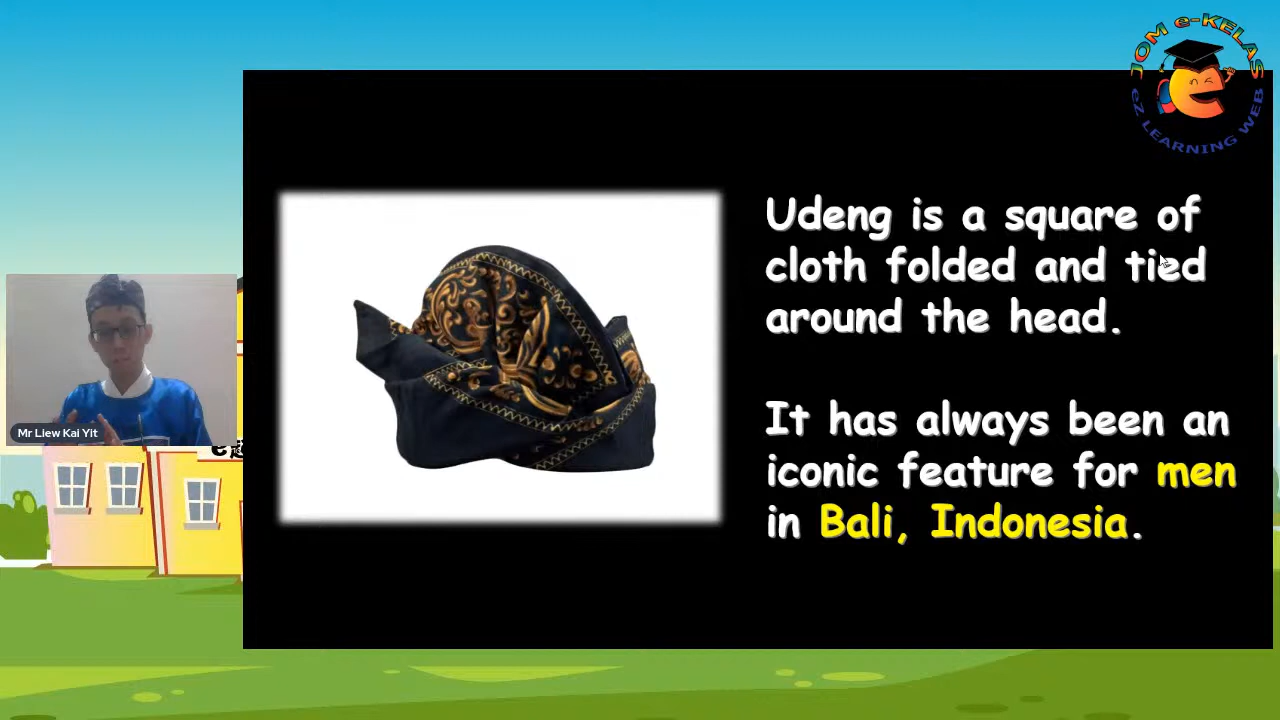 JOM e-KELAS
eZ LEARNING WEB
Udeng is a square of
cloth folded and tied
around the head.
It has always been an
iconic feature for men
in Bali, Indonesia.
Mr Liew Kai Yit